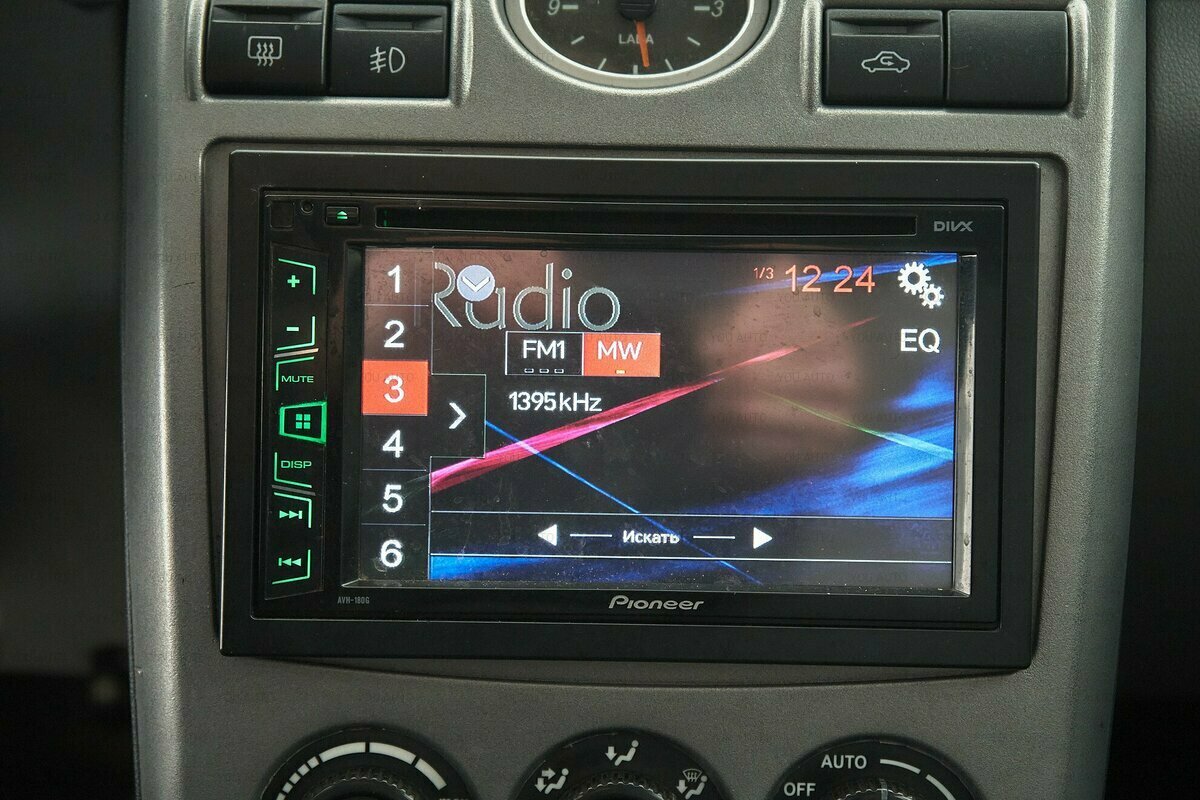 9 3
LADA
DIVX
1
2
3
4
5
6
Radio
1/3 12 24
EQ
FM1 MW
1395kHz
Искать
+
-
MUTE
DISP
AVH-180G
Pioneer
AUTO
OFF